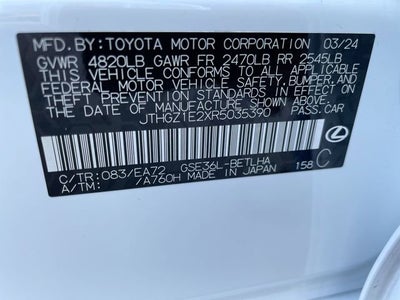 MFD.BY:TOYOTA MOTOR CORPORATION 03/24
GVWR 4820LB GAWR FR 2470LB RR 2545LB
THIS VEHICLE CONFORMS TO ALL APPLICABLE
FEDERAL MOTOR VEHICLE SAFETY, BUMPER,
AND THEFT PREVENTION STANDARDS IN EFFECT ON
THE DATE OF MANUFACTURE SHOWN ABOVE.
JTHGZ1E2XR5035390 PASS.CAR
C/TR:083/EA72 GSE36L-BETLHA 158 C
A/TM: /A760H MADE IN JAPAN